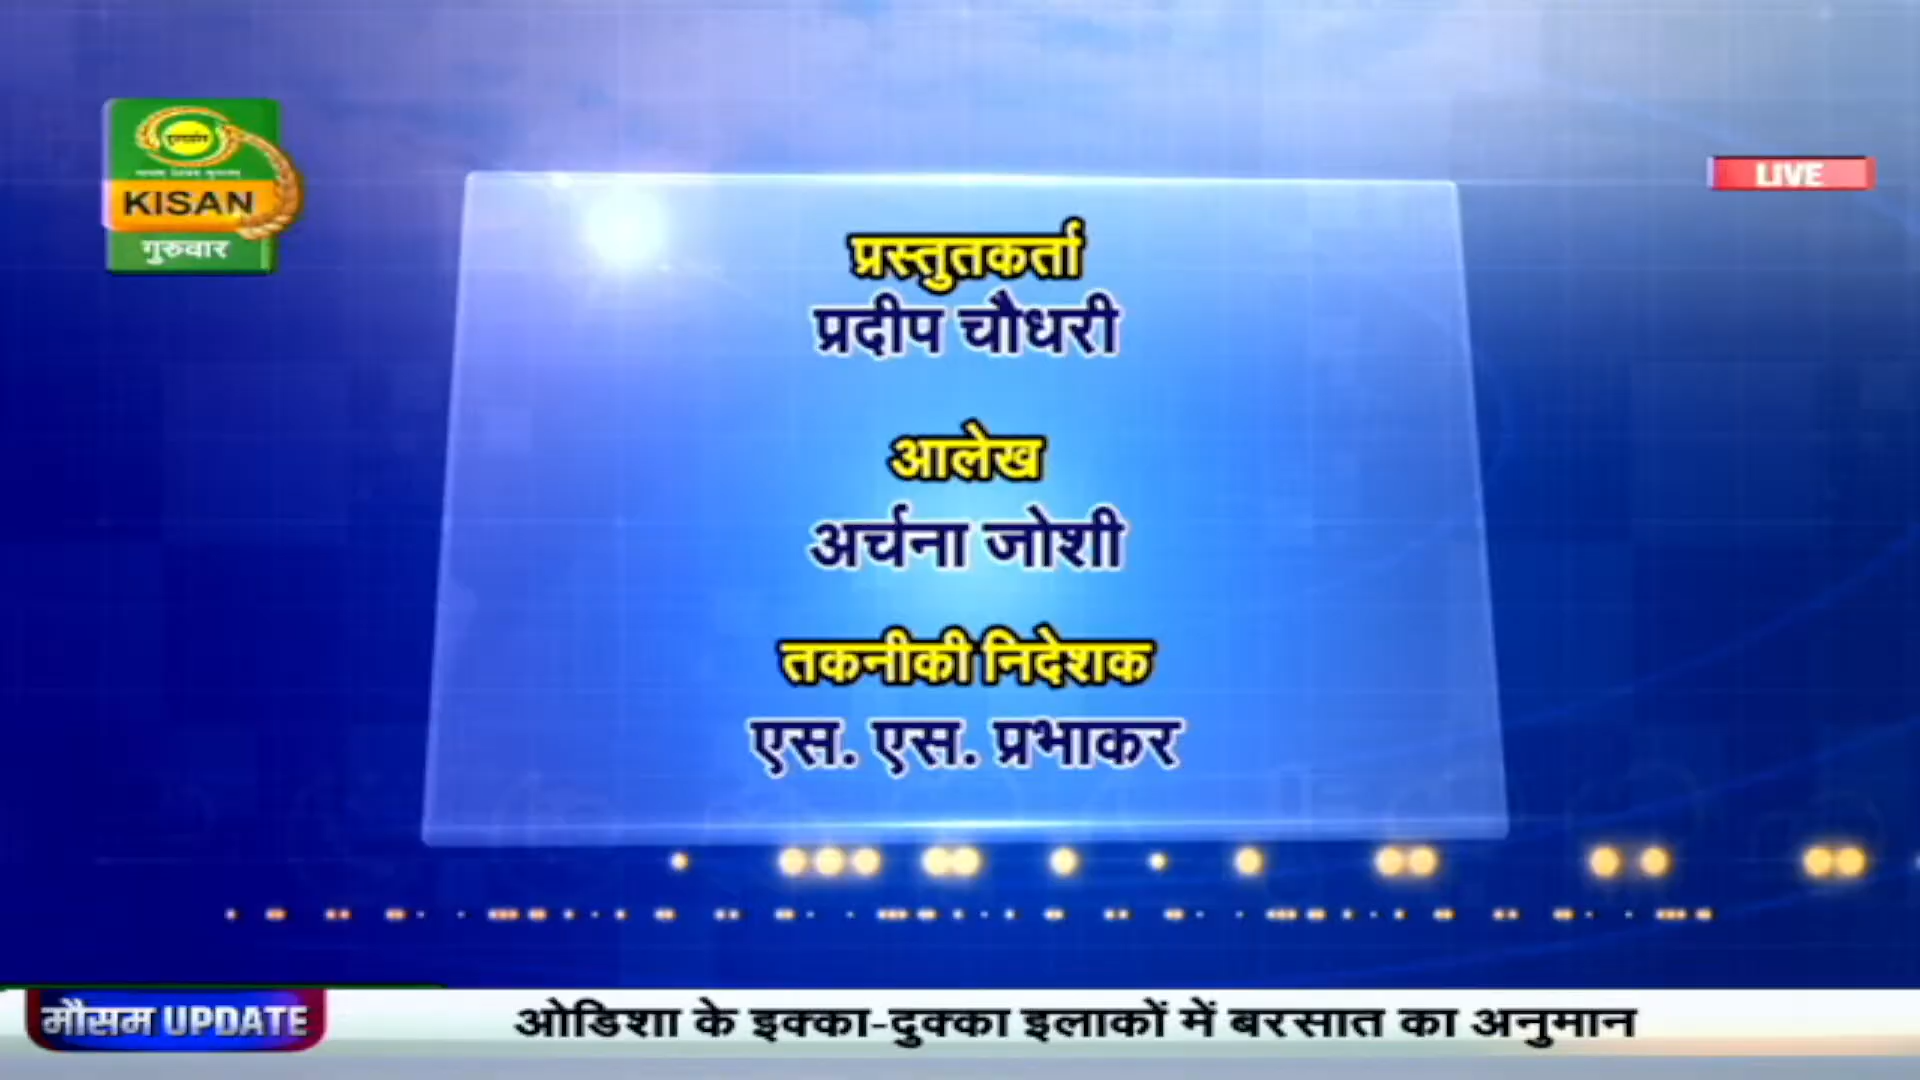 KISAN
गुरुवार
LIVE
प्रस्तुतकर्ता
प्रदीप चौधरी
आलेख
अर्चना जोशी
तकनीकी निदेशक
एस. एस. प्रभाकर
मौसम UPDATE
ओडिशा के इक्का-दुक्का इलाकों में बरसात का अनुमान